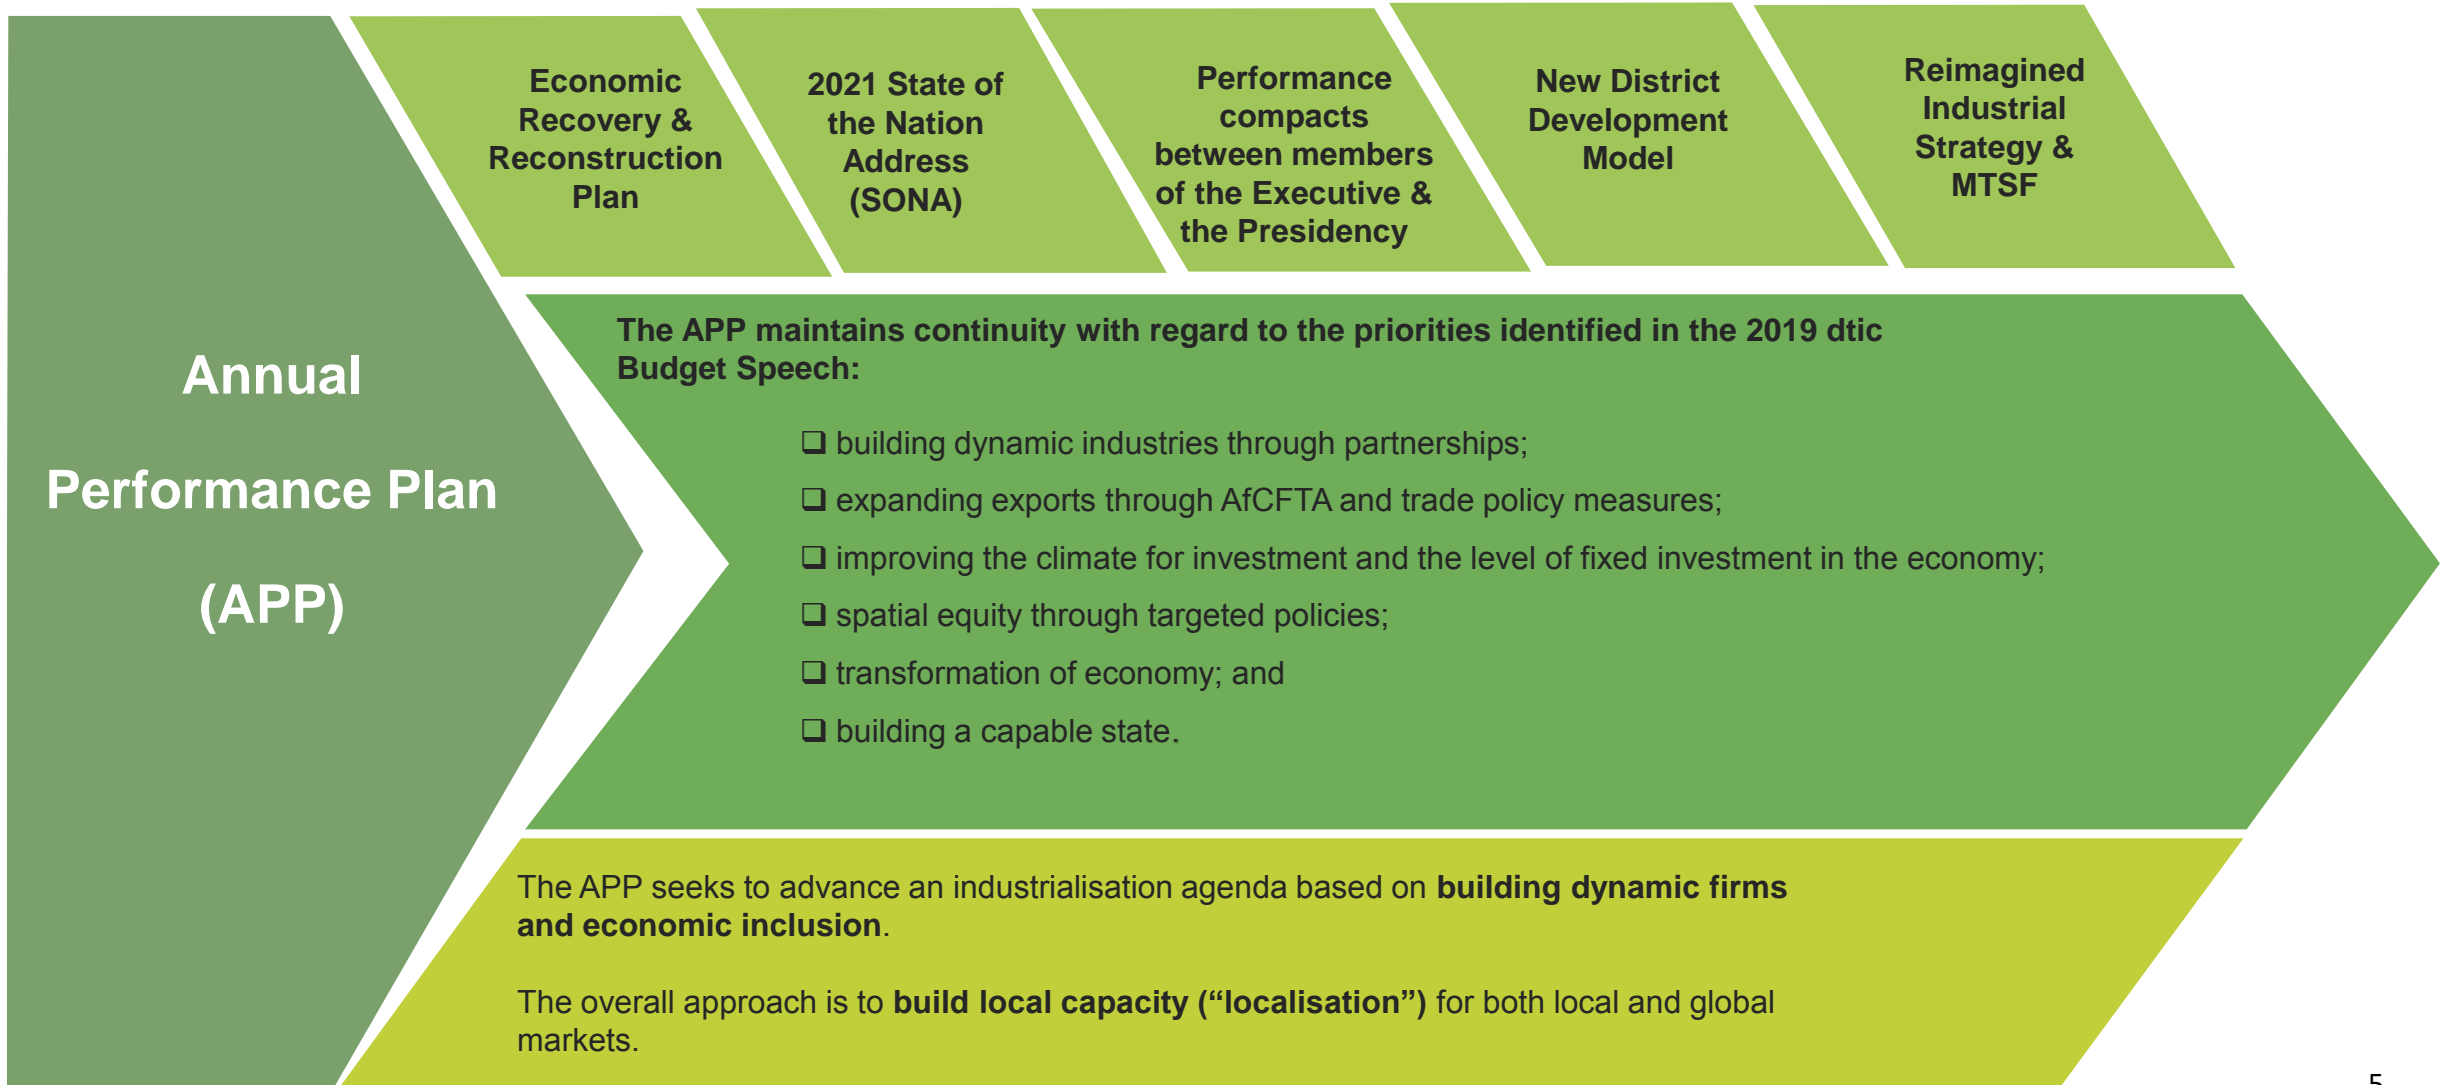 Annual
Performance Plan
(APP)
Economic
Recovery &
Reconstruction
Plan
2021 State of
the Nation
Address
(SONA)
Performance
compacts
between members
of the Executive &
the Presidency
New District
Development
Model
Reimagined
Industrial
Strategy &
MTSF
The APP maintains continuity with regard to the priorities identified in the 2019 dtic
Budget Speech:
❑ building dynamic industries through partnerships;
❑ expanding exports through AfCFTA and trade policy measures;
❑ improving the climate for investment and the level of fixed investment in the economy;
❑ spatial equity through targeted policies;
❑ transformation of economy; and
❑ building a capable state.
The APP seeks to advance an industrialisation agenda based on building dynamic firms
and economic inclusion.
The overall approach is to build local capacity (“localisation”) for both local and global
markets.
5